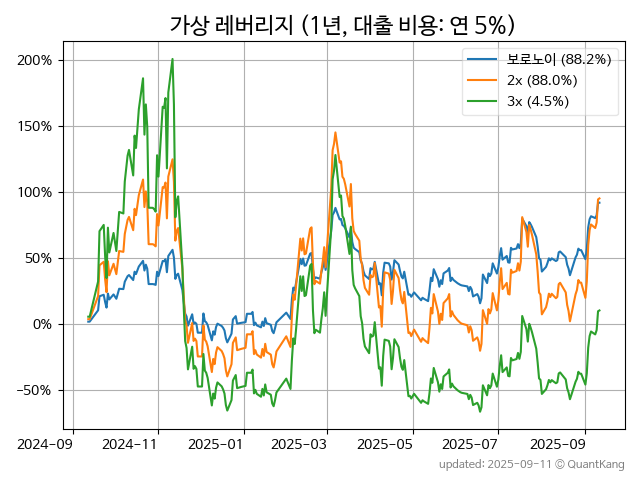 가상 레버리지 (1년, 대출 비용: 연 5%)
보로노이 (88.2%)
2x (88.0%)
3x (4.5%)
200%
150%
100%
50%
0%
−50%
2024-09
2024-11
2025-01
2025-03
2025-05
2025-07
2025-09
updated: 2025-09-11 © QuantKang